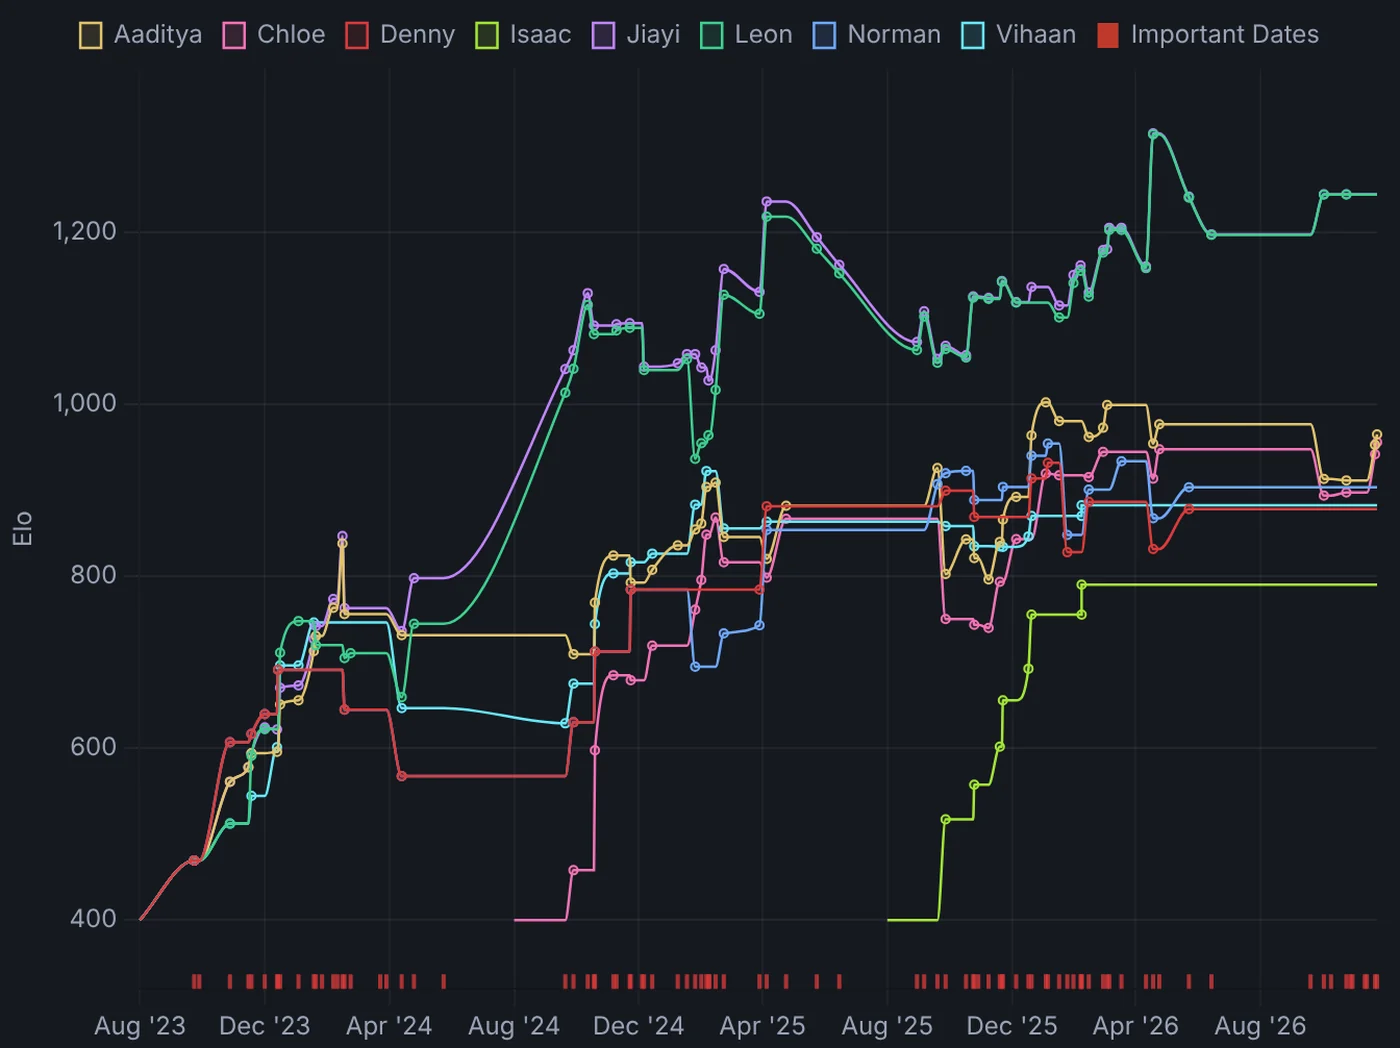 Aaditya Chloe Denny Isaac Jiayi Leon Norman Vihaan Important Dates
1,200
1,000
800
600
400
Elo
Aug '23 Dec '23 Apr '24 Aug '24 Dec '24 Apr '25 Aug '25 Dec '25 Apr '26 Aug '26